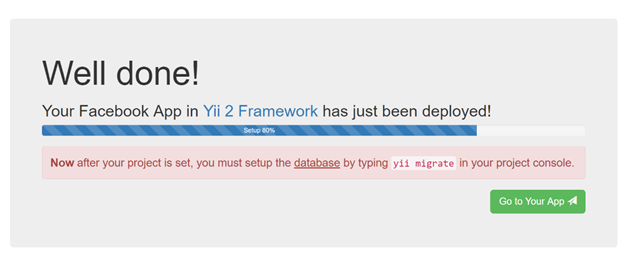 Well done!
Your Facebook App in Yii 2 Framework has just been deployed!
Setup 80%
Now after your project is set, you must setup the database by typing yii migrate in your project console.
Go to Your App